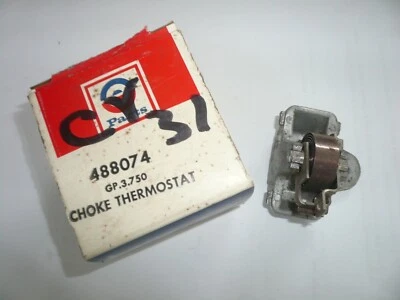 CY31
Parts
488074
GP.3.750
CHOKE THERMOSTAT